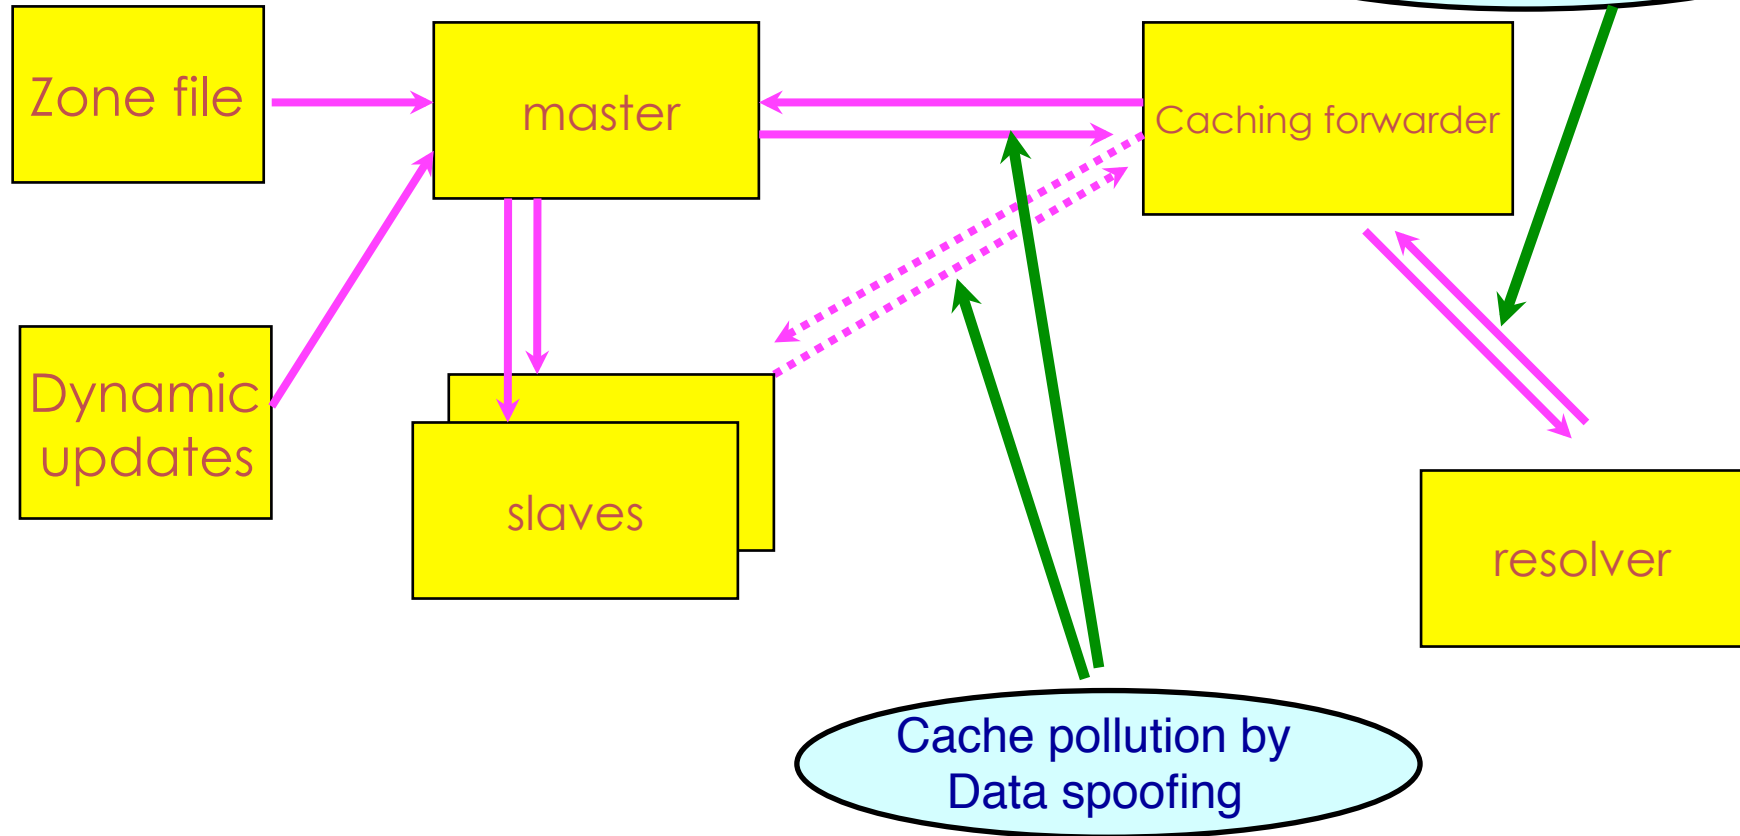 Zone file
master
Caching forwarder
Dynamic
updates
slaves
resolver
Cache pollution by
Data spoofing